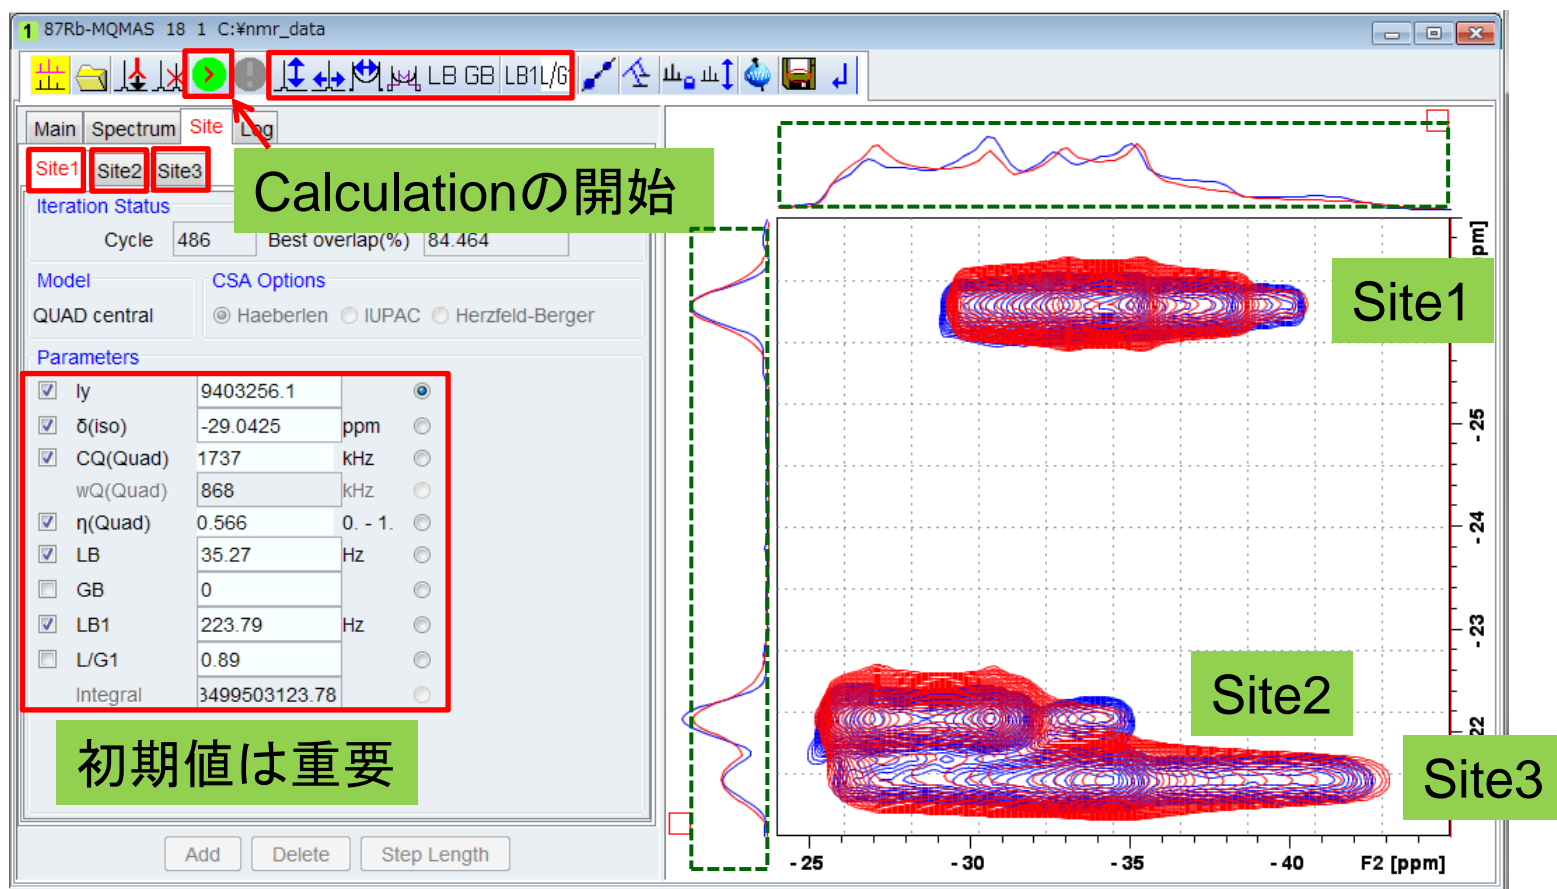 1 87Rb-MQMAS 18 1 C:¥nmr_data
LB GB LB1 L/G
Main Spectrum Site Log
Site1 Site2 Site3
Calculationの開始
Iteration Status
Cycle 486 Best overlap(%) 84.464
Model CSA Options
QUAD central Haeberlen IUPAC Herzfeld-Berger
Parameters
Iy 9403256.1
δ(iso) -29.0425 ppm
CQ(Quad) 1737 kHz
wQ(Quad) 868 kHz
η(Quad) 0.566 0. - 1.
LB 35.27 Hz
GB 0
LB1 223.79 Hz
L/G1 0.89
Integral 3499503123.78
初期値は重要
Add Delete Step Length
ppm]
Site1
- 25
- 24
- 23
Site2
- 22
Site3
- 25 - 30 - 35 - 40 F2 [ppm]